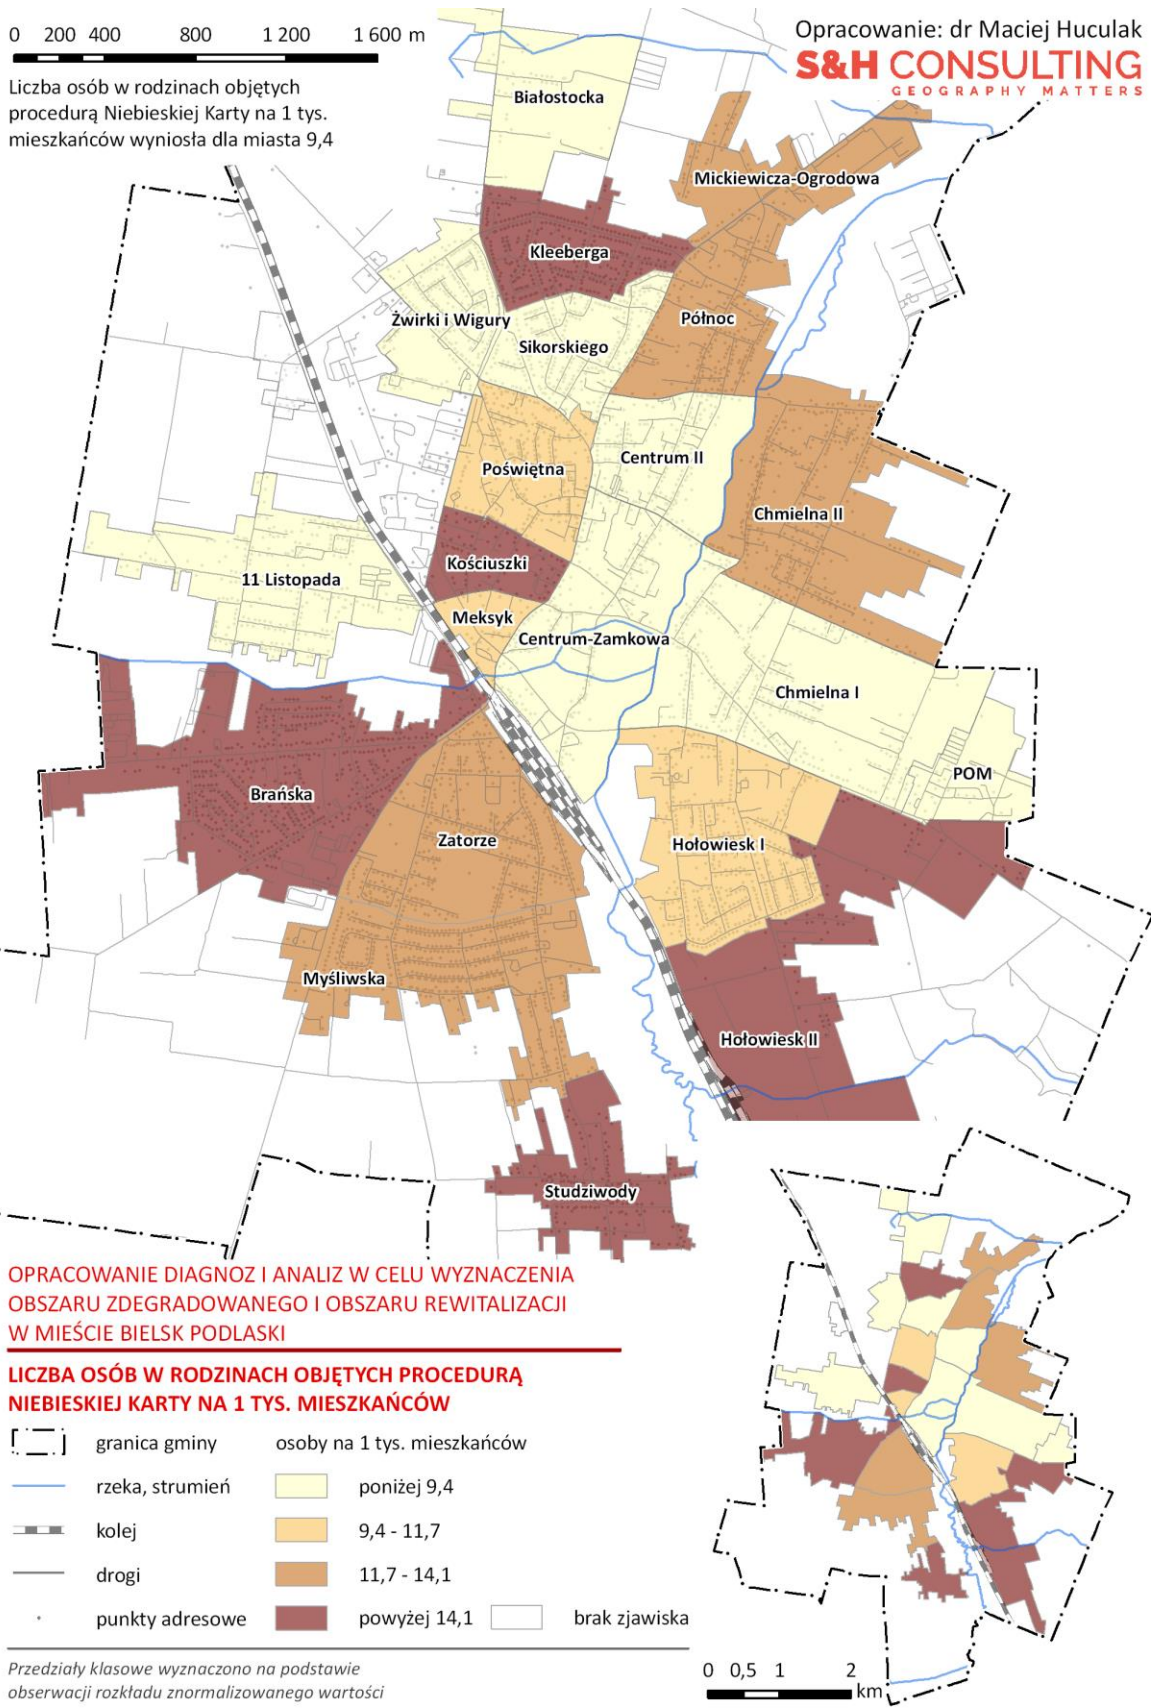 0 200 400 800 1 200 1 600 m
Opracowanie: dr Maciej Huculak
S&H CONSULTING
GEOGRAPHY MATTERS
Liczba osób w rodzinach objętych
procedurą Niebieskiej Karty na 1 tys.
mieszkańców wyniosła dla miasta 9,4
Białostocka
Mickiewicza-Ogrodowa
Kleeberga
Żwirki i Wigury
Północ
Sikorskiego
Centrum II
Poświętna
Chmielna II
Kościuszki
11 Listopada
Meksyk
Centrum-Zamkowa
Chmielna I
POM
Brańska
Zatorze
Hołowiesk I
Myśliwska
Hołowiesk II
Studziwody
OPRACOWANIE DIAGNOZ I ANALIZ W CELU WYZNACZENIA
OBSZARU ZDEGRADOWANEGO I OBSZARU REWITALIZACJI
W MIEŚCIE BIELSK PODLASKI
LICZBA OSÓB W RODZINACH OBJĘTYCH PROCEDURĄ
NIEBIESKIEJ KARTY NA 1 TYS. MIESZKAŃCÓW
granica gminy osoby na 1 tys. mieszkańców
rzeka, strumień poniżej 9,4
kolej 9,4 - 11,7
drogi 11,7 - 14,1
punkty adresowe powyżej 14,1 brak zjawiska
Przedziały klasowe wyznaczono na podstawie
obserwacji rozkładu znormalizowanego wartości
0 0,5 1 2
km